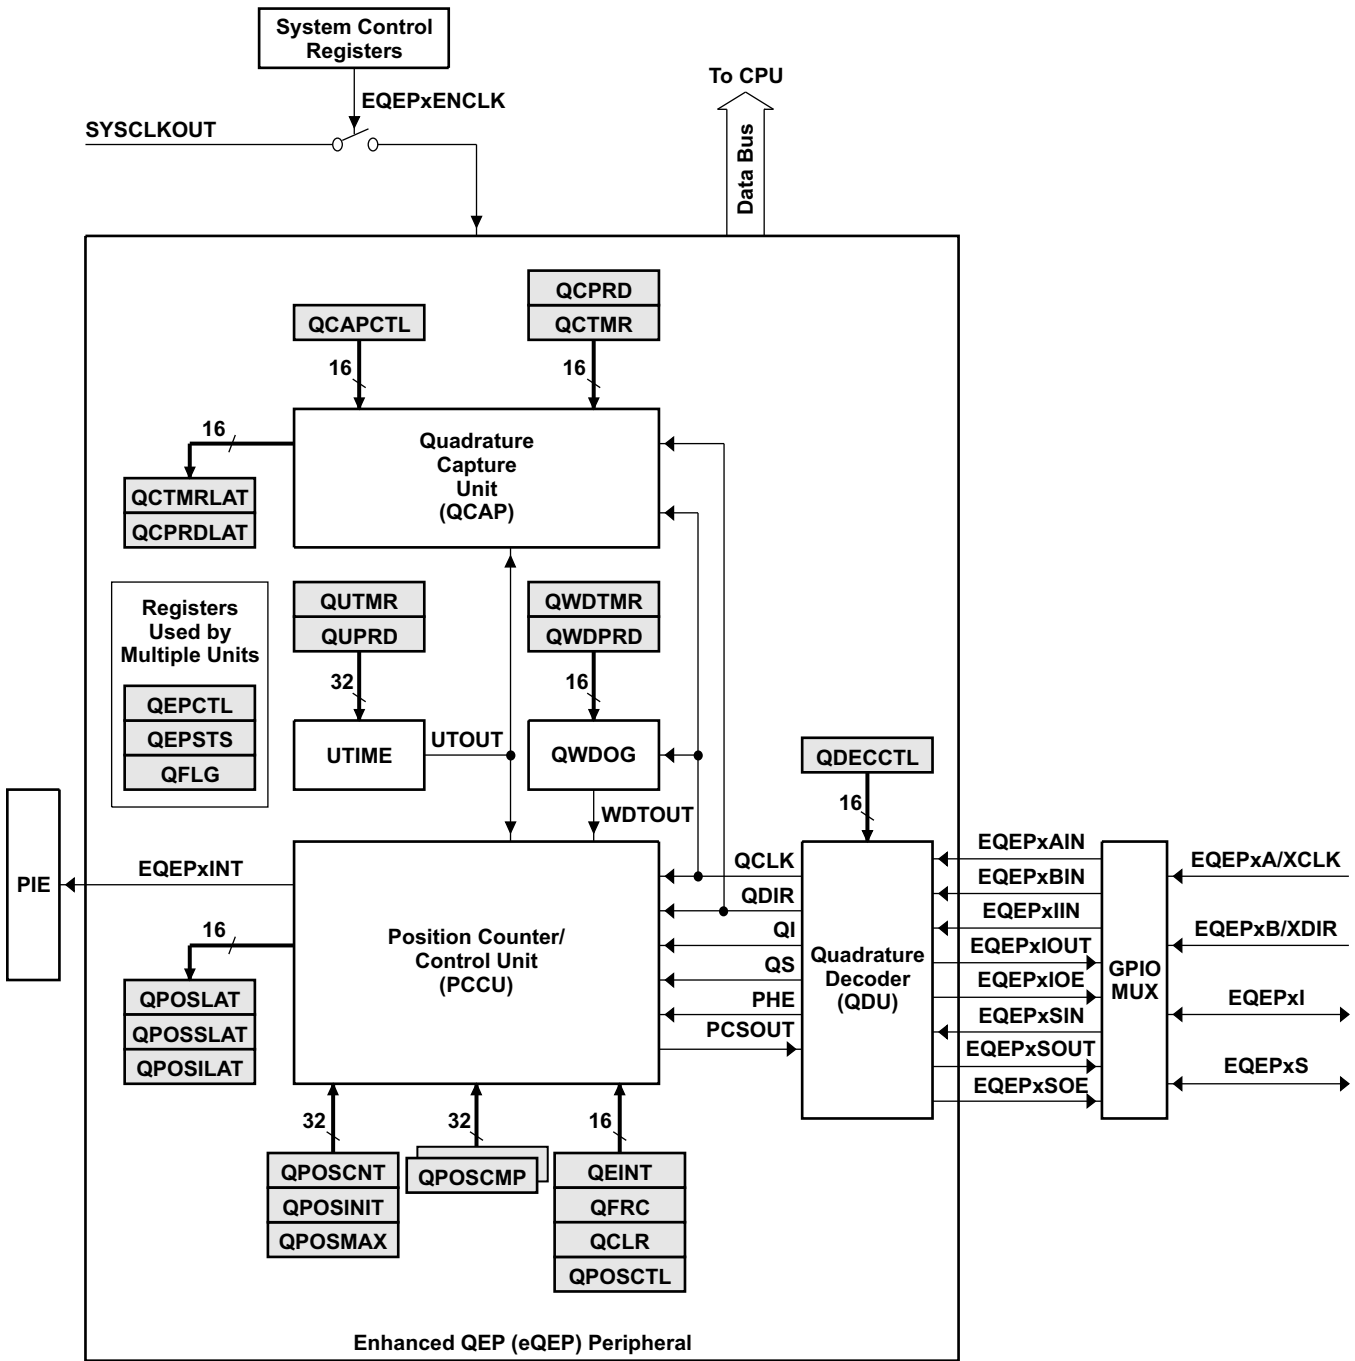 System Control
Registers
To CPU
EQEPxENCLK
SYSCLKOUT
Data Bus
QCPRD
QCAPCTL
QCTMR
16
16
16
Quadrature
Capture
Unit
(QCAP)
QCTMRLAT
QCPRDLAT
Registers
Used by
Multiple Units
QEPCTL
QEPSTS
QFLG
QUTMR
QUPRD
QWDTMR
QWDPRD
32
16
UTIME
UTOUT
QWDOG
QDECCTL
WDTOUT
16
PIE
EQEPxINT
16
Position Counter/
Control Unit
(PCCU)
QCLK
QDIR
QI
QS
PHE
PCSOUT
Quadrature
Decoder
(QDU)
EQEPxAIN
EQEPxBIN
EQEPxIIN
EQEPxIOUT
EQEPxIOE
EQEPxSIN
EQEPxSOUT
EQEPxSOE
GPIO
MUX
EQEPxA/XCLK
EQEPxB/XDIR
EQEPxI
EQEPxS
QPOSLAT
QPOSSLAT
QPOSILAT
32
32
16
QPOSCNT
QPOSINIT
QPOSMAX
QPOSCMP
QEINT
QFRC
QCLR
QPOSCTL
Enhanced QEP (eQEP) Peripheral